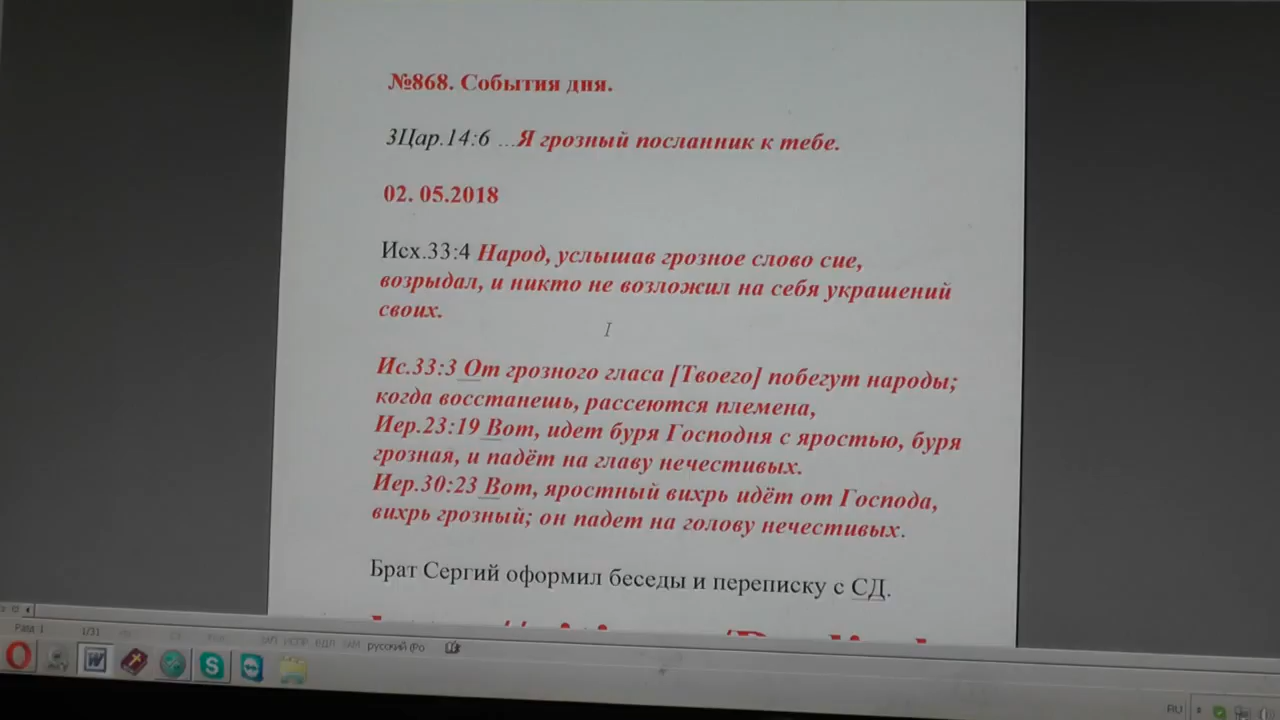 №868. События дня.
3Цар.14:6 ...Я грозный посланник к тебе.
02. 05.2018
Исх.33:4 Народ, услышав грозное слово сие,
возрыдал, и никто не возложил на себя украшений
своих.
Ис.33:3 От грозного гласа [Твоего] побегут народы;
когда восстанешь, рассеются племена,
Иер.23:19 Вот, идет буря Господня с яростью, буря
грозная, и падёт на главу нечестивых.
Иер.30:23 Вот, яростный вихрь идёт от Господа,
вихрь грозный; он падет на голову нечестивых.
Брат Сергий оформил беседы и переписку с СД.
1/31
русский (Ро
RU